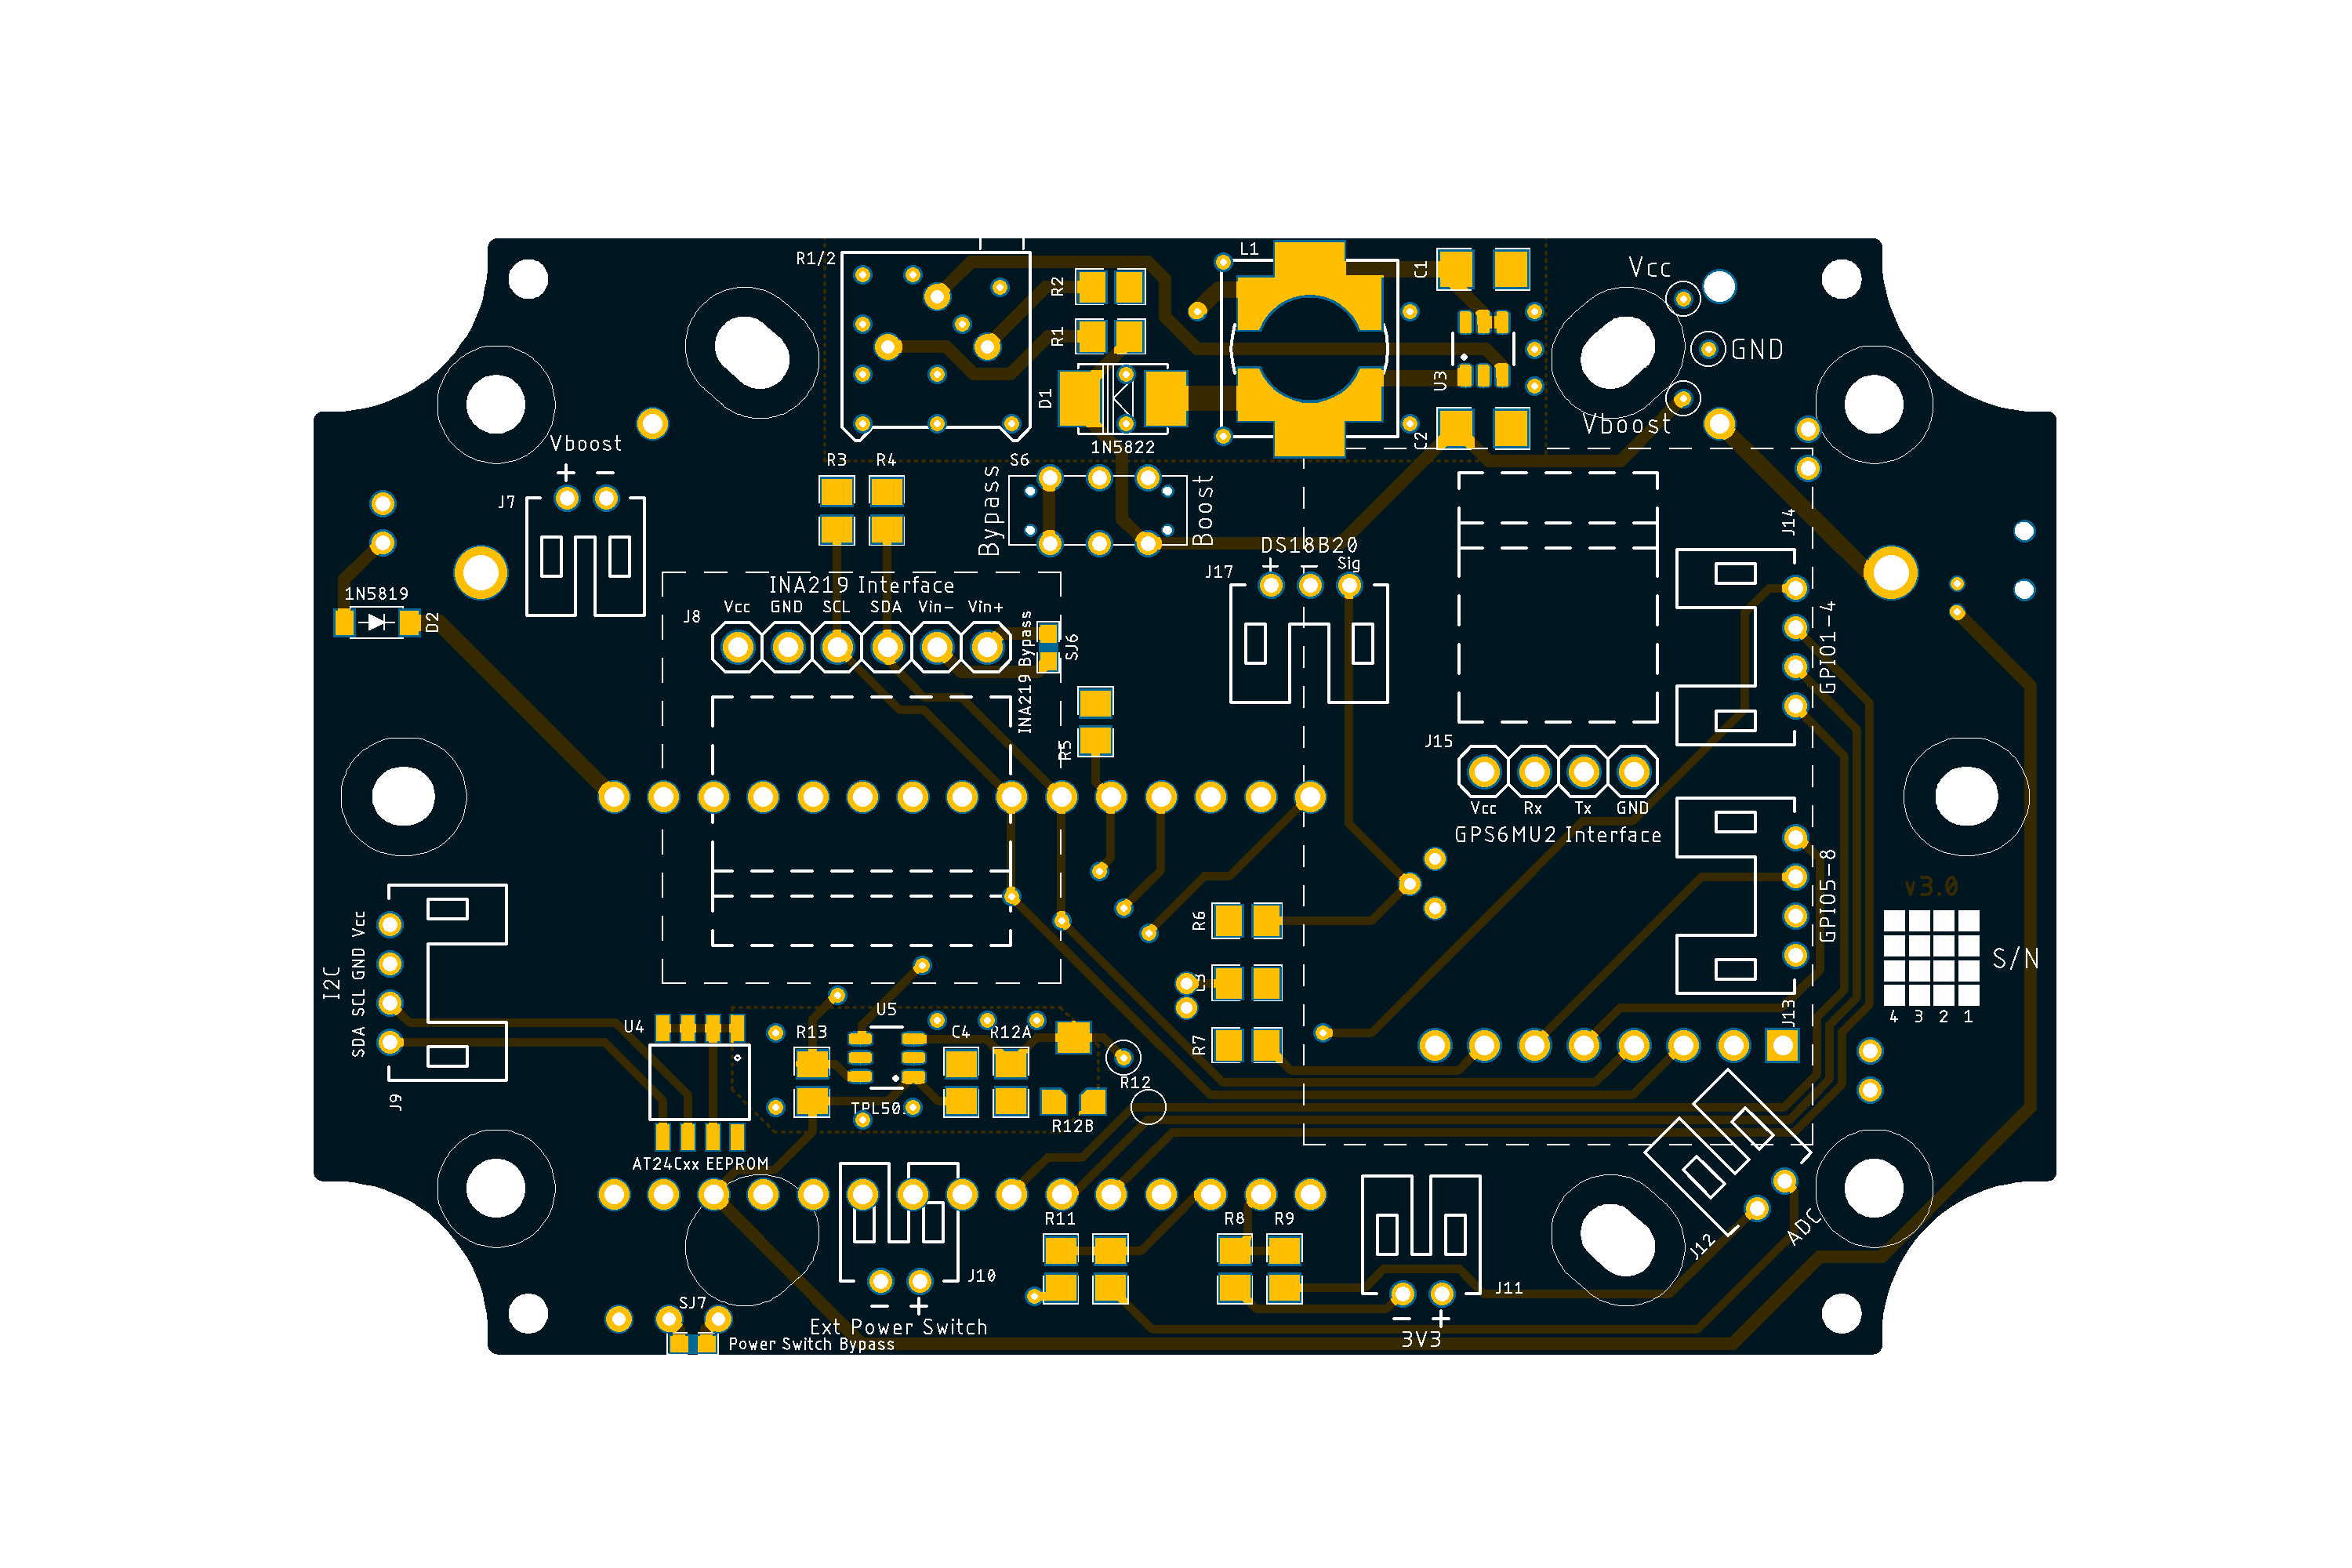 R1/2
R2
R1
D1
1N5822
L1
C1
U3
C2
Vcc
GND
Vboost
Vboost
+ −
J7
R3 R4
S6
Bypass
Boost
1N5819
D2
INA219 Interface
J8
Vcc GND SCL SDA Vin- Vin+
INA219 Bypass
SJ6
R5
DS18B20
J17
+ − Sig
J14
GPIO1-4
J15
Vcc Rx Tx GND
GPS6MU2 Interface
GPIO5-8
J13
v3.0
S/N
4 3 2 1
I2C
SDA SCL GND Vcc
J9
R6
R7
U4
AT24Cxx EEPROM
R13
U5
C4
R12A
R12
R12B
R11
R8 R9
J10
− +
Ext Power Switch
SJ7
Power Switch Bypass
J11
− +
3V3
J12
ADC